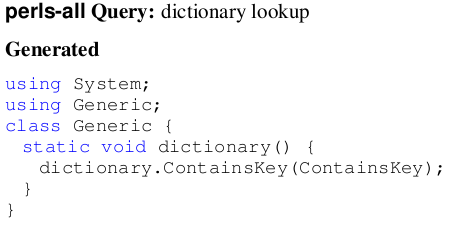 perls-all Query: dictionary lookup
Generated
using System;
using Generic;
class Generic {
static void dictionary() {
dictionary.ContainsKey(ContainsKey);
}
}